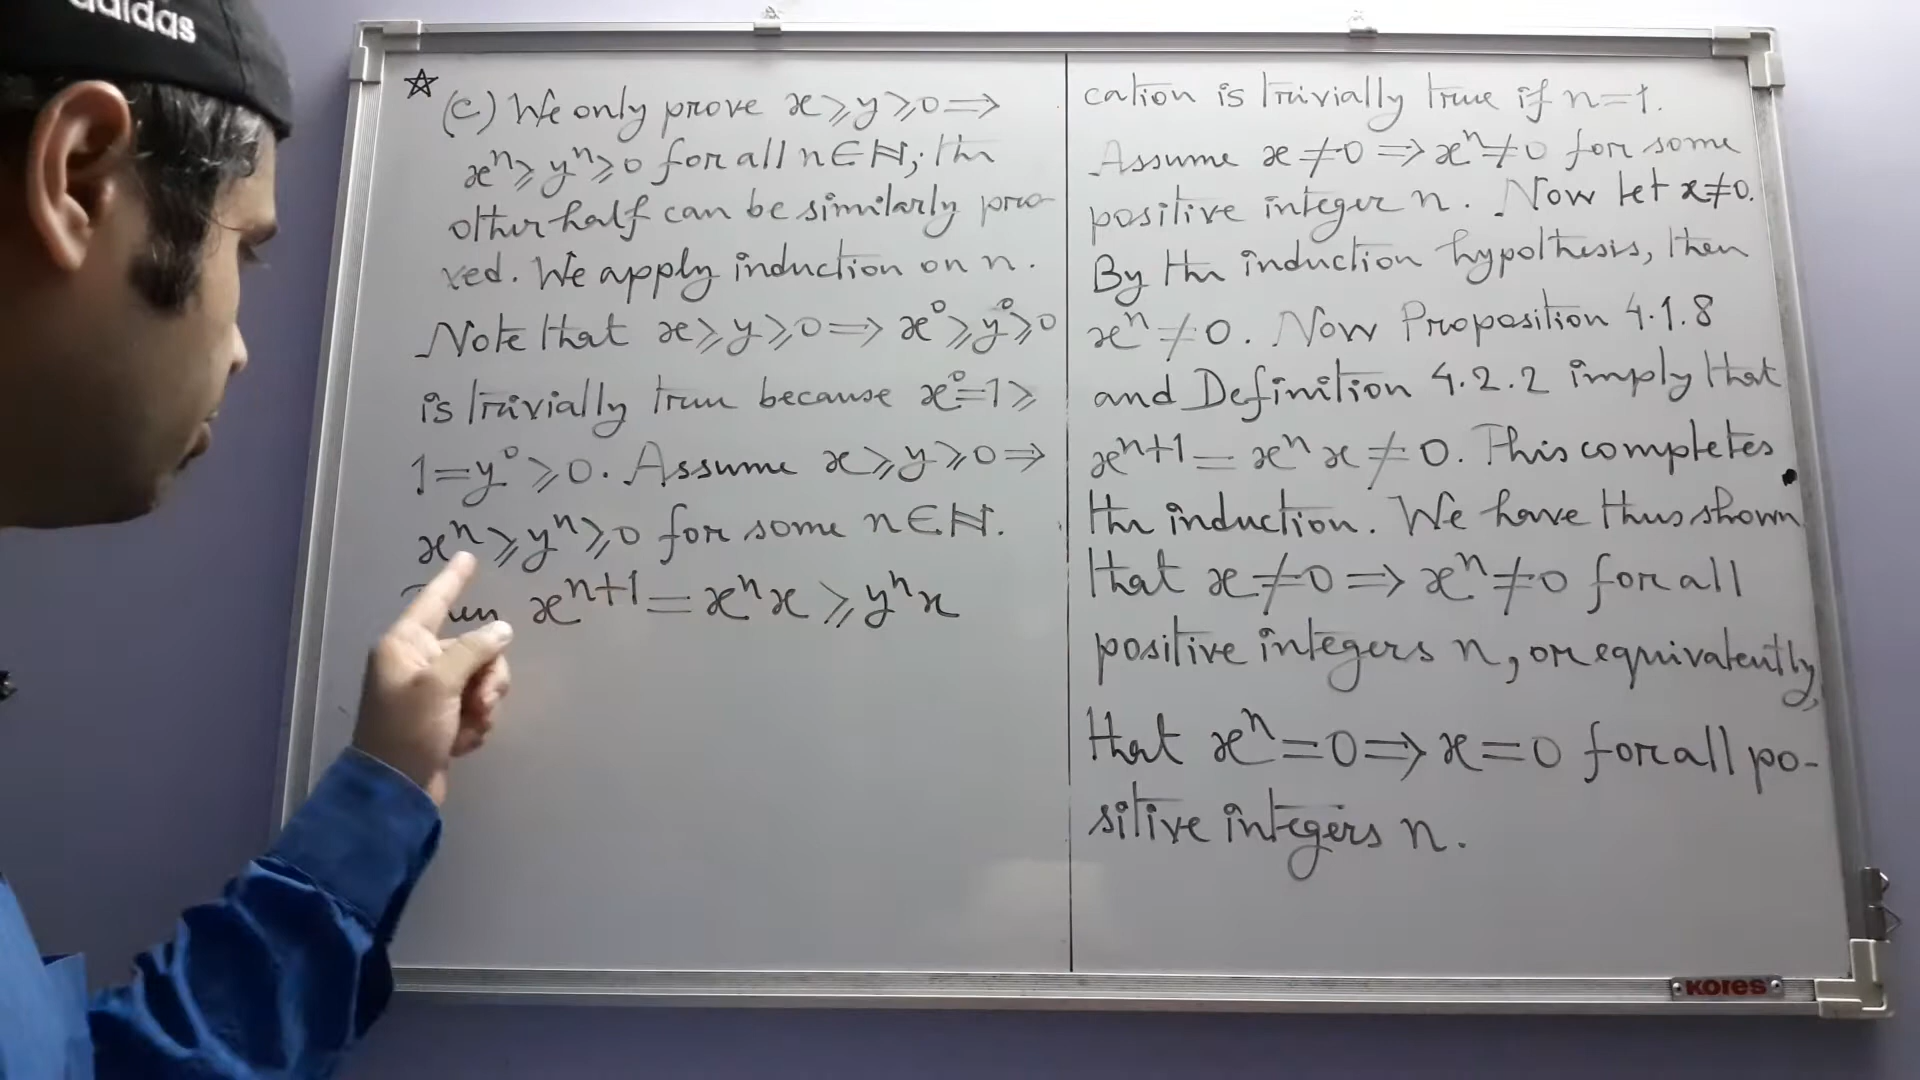 adidas
☆ (c) We only prove x ⩾ y ⩾ 0 ⟹
xⁿ ⩾ yⁿ ⩾ 0 for all n ∈ ℕ; the
other half can be similarly pro-
ved. We apply induction on n.
Note that x ⩾ y ⩾ 0 ⟹ x⁰ ⩾ y⁰ ⩾ 0
is trivially true because x⁰ = 1 ⩾
1 = y⁰ ⩾ 0. Assume x ⩾ y ⩾ 0 ⟹
xⁿ ⩾ yⁿ ⩾ 0 for some n ∈ ℕ.
Then xⁿ⁺¹ = xⁿx ⩾ yⁿx
cation is trivially true if n = 1.
Assume x ≠ 0 ⟹ xⁿ ≠ 0 for some
positive integer n. Now let x ≠ 0.
By the induction hypothesis, then
xⁿ ≠ 0. Now Proposition 4.1.8
and Definition 4.2.2 imply that
xⁿ⁺¹ = xⁿx ≠ 0. This completes
the induction. We have thus shown
that x ≠ 0 ⟹ xⁿ ≠ 0 for all
positive integers n, or equivalently,
that xⁿ = 0 ⟹ x = 0 for all po-
sitive integers n.
KORES